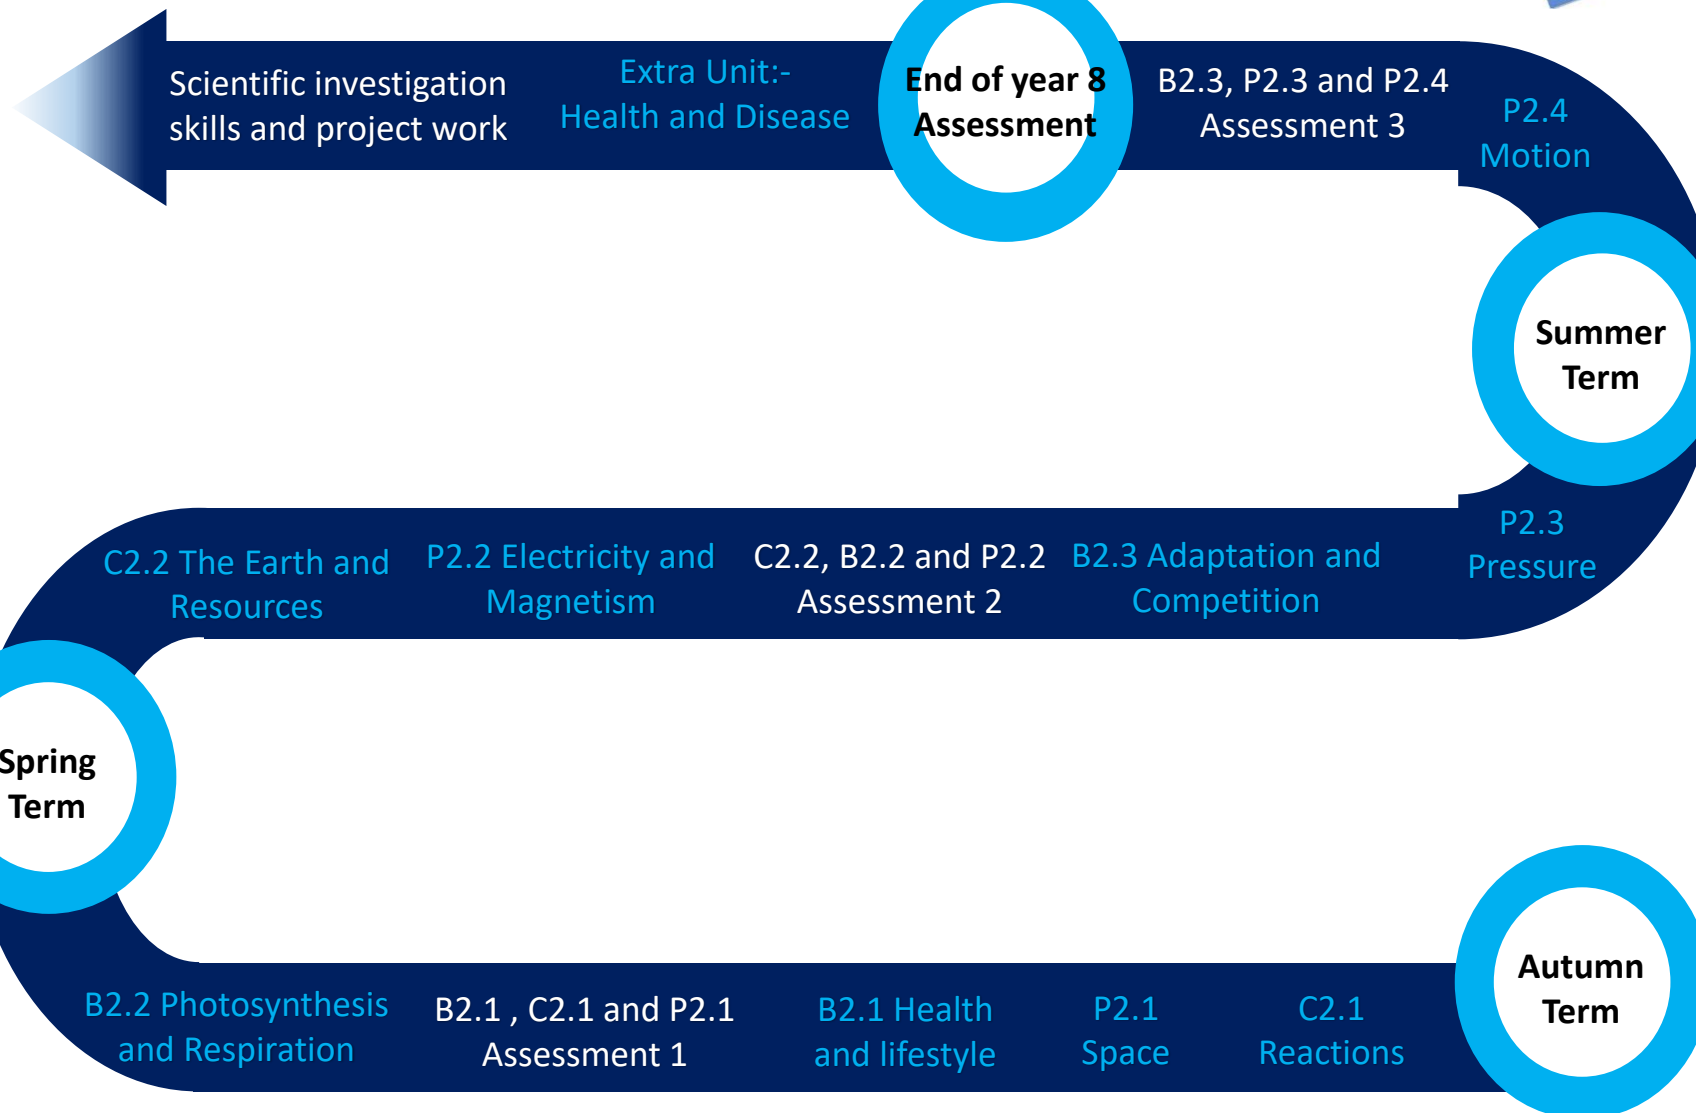 Scientific investigation
skills and project work
Extra Unit:-
Health and Disease
End of year 8
Assessment
B2.3, P2.3 and P2.4
Assessment 3
P2.4
Motion
Summer
Term
C2.2 The Earth and
Resources
P2.2 Electricity and
Magnetism
C2.2, B2.2 and P2.2
Assessment 2
B2.3 Adaptation and
Competition
P2.3
Pressure
Spring
Term
B2.2 Photosynthesis
and Respiration
B2.1 , C2.1 and P2.1
Assessment 1
B2.1 Health
and lifestyle
P2.1
Space
C2.1
Reactions
Autumn
Term